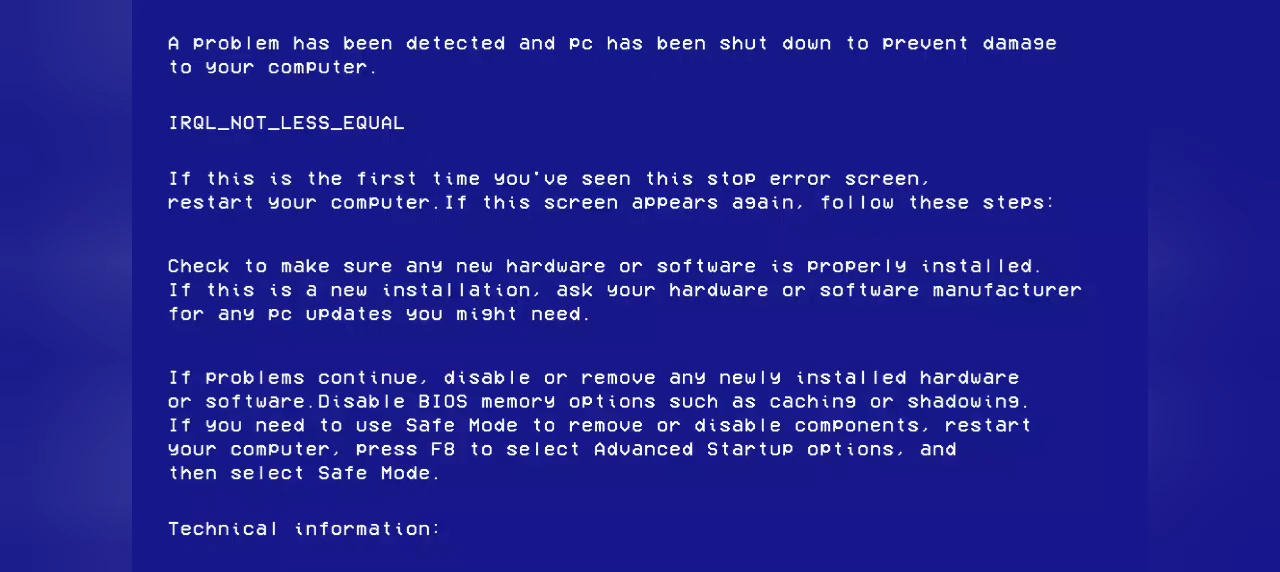 A problem has been detected and pc has been shut down to prevent damage
to your computer.
IRQL_NOT_LESS_EQUAL
If this is the first time you've seen this stop error screen,
restart your computer.If this screen appears again, follow these steps:
Check to make sure any new hardware or software is properly installed.
If this is a new installation, ask your hardware or software manufacturer
for any pc updates you might need.
If problems continue, disable or remove any newly installed hardware
or software.Disable BIOS memory options such as caching or shadowing.
If you need to use Safe Mode to remove or disable components, restart
your computer, press F8 to select Advanced Startup options, and
then select Safe Mode.
Technical information: